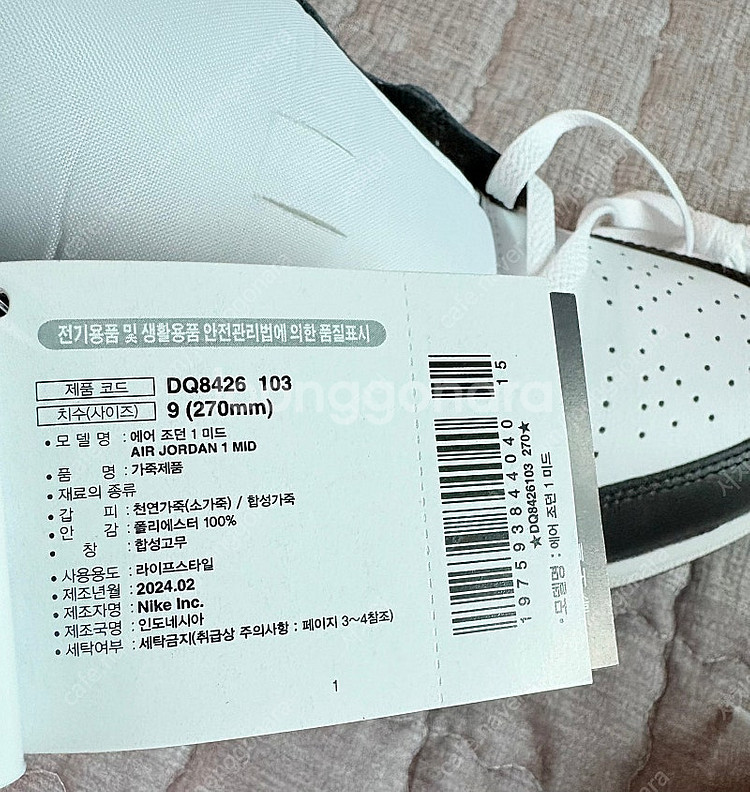 전기용품 및 생활용품 안전관리법에 의한 품질표시
제품 코드 DQ8426 103
치수(사이즈) 9 (270mm)
• 모 델 명 : 에어 조던 1 미드
AIR JORDAN 1 MID
• 품 명 : 가죽제품
• 재료의 종류
• 갑 피 : 천연가죽(소가죽) / 합성가죽
• 안 감 : 폴리에스터 100%
• 창 : 합성고무
• 사용용도 : 라이프스타일
• 제조년월 : 2024.02
• 제조자명 : Nike Inc.
• 제조국명 : 인도네시아
• 세탁여부 : 세탁금지(취급상 주의사항 : 페이지 3~4참조)
1
15
197593844040
★DQ8426103 270★
• 모델명 : 에어 조던 1 미드
joonggonara
cafe.naver.com/joonggonara